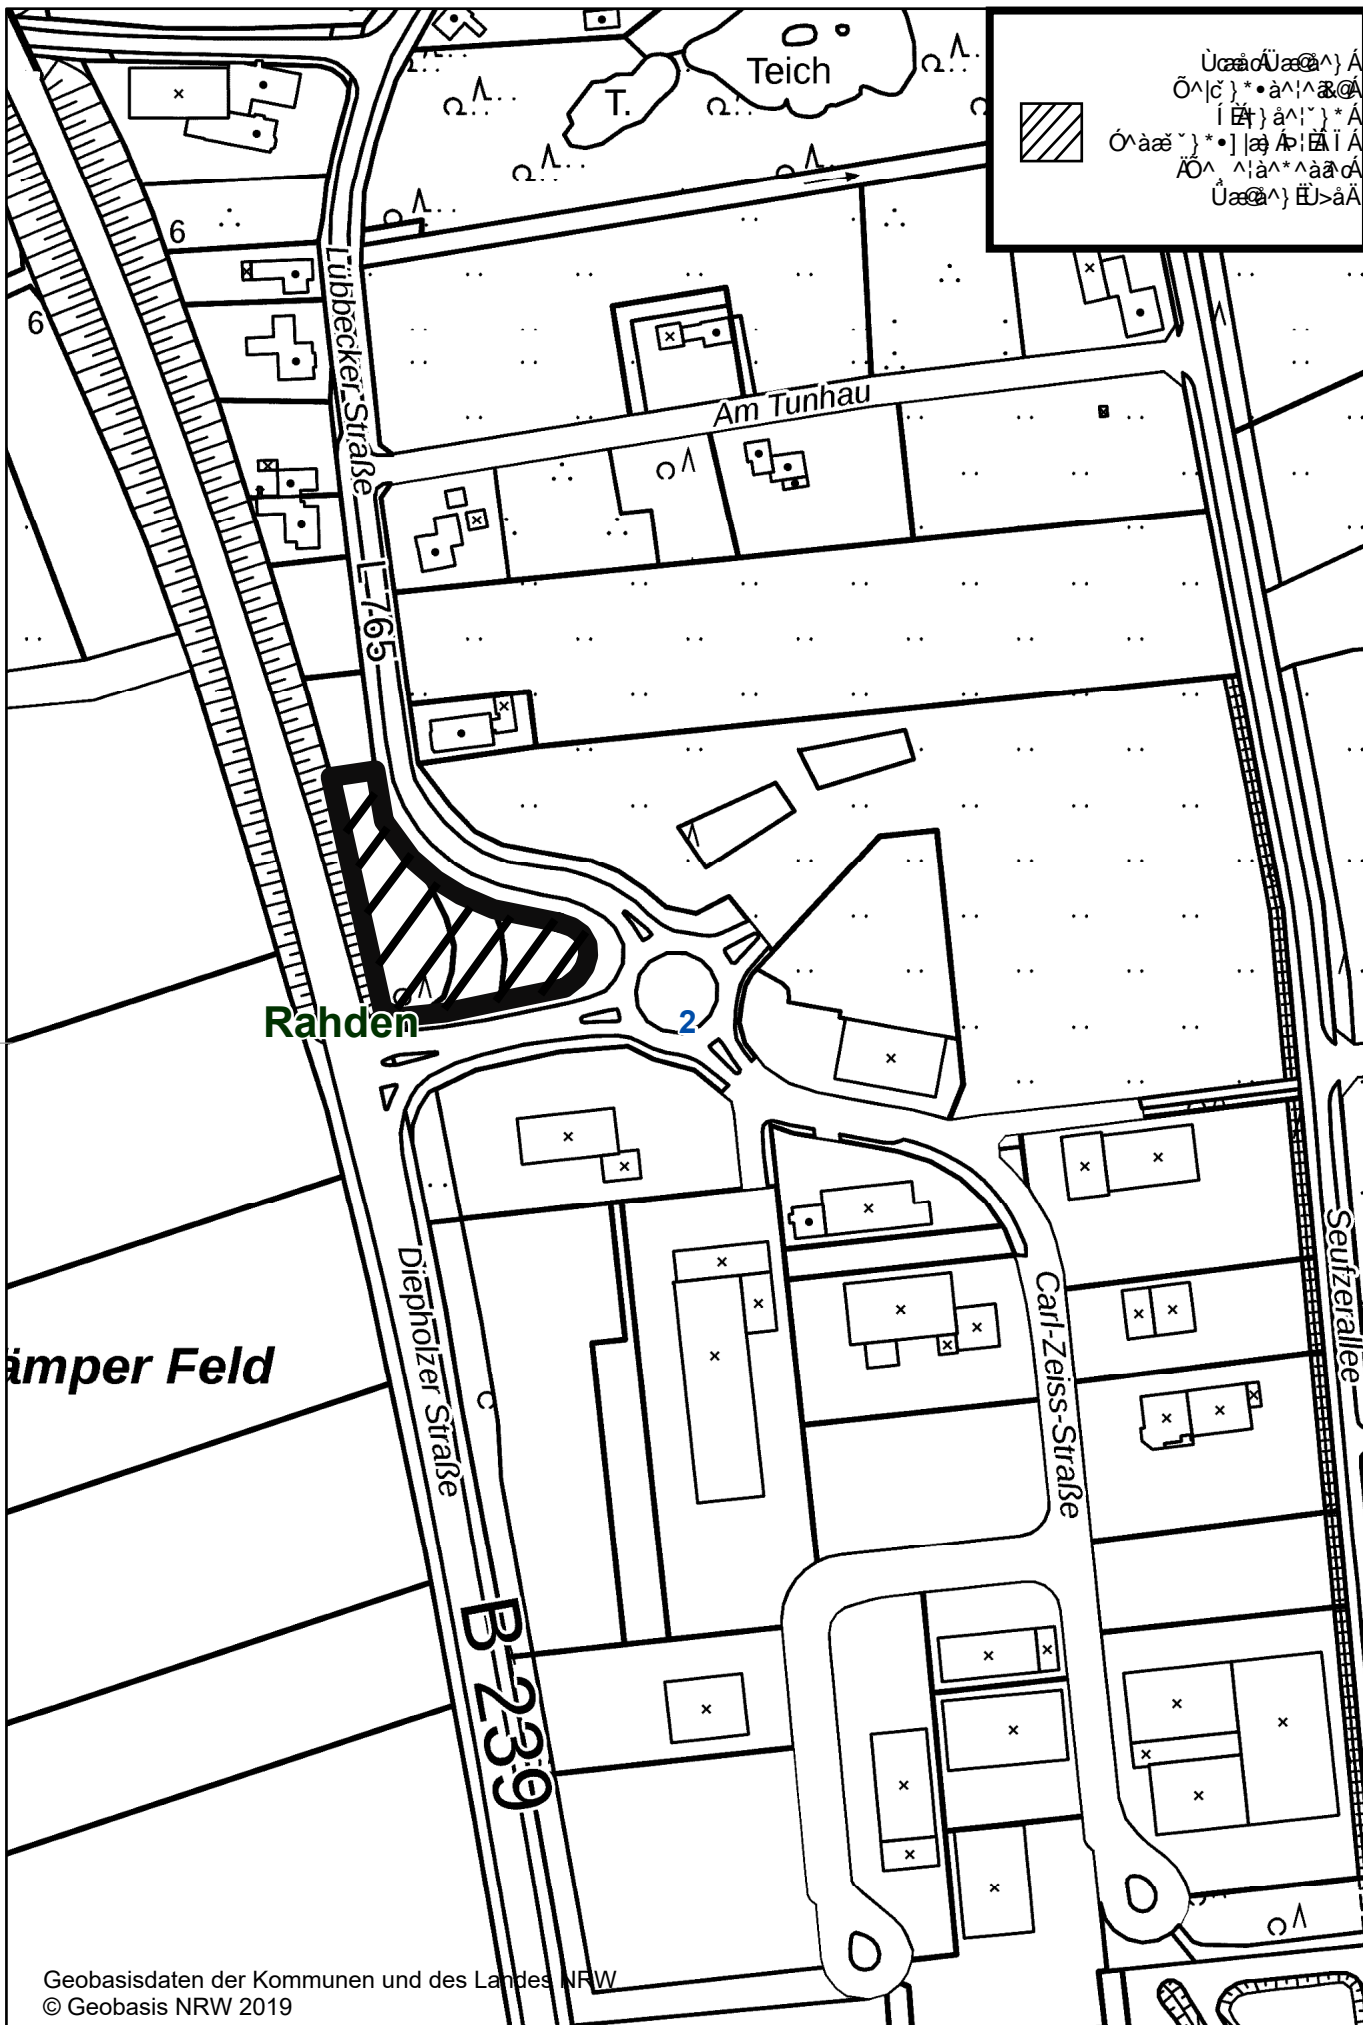 Teich
T.
6
6
Lübbecker Straße
Am Tunhau
L 765
Rahden
2
Diepholzer Straße
Seufzerallee
ämper Feld
Carl-Zeiss-Straße
B 239
Geobasisdaten der Kommunen und des Landes NRW
© Geobasis NRW 2019